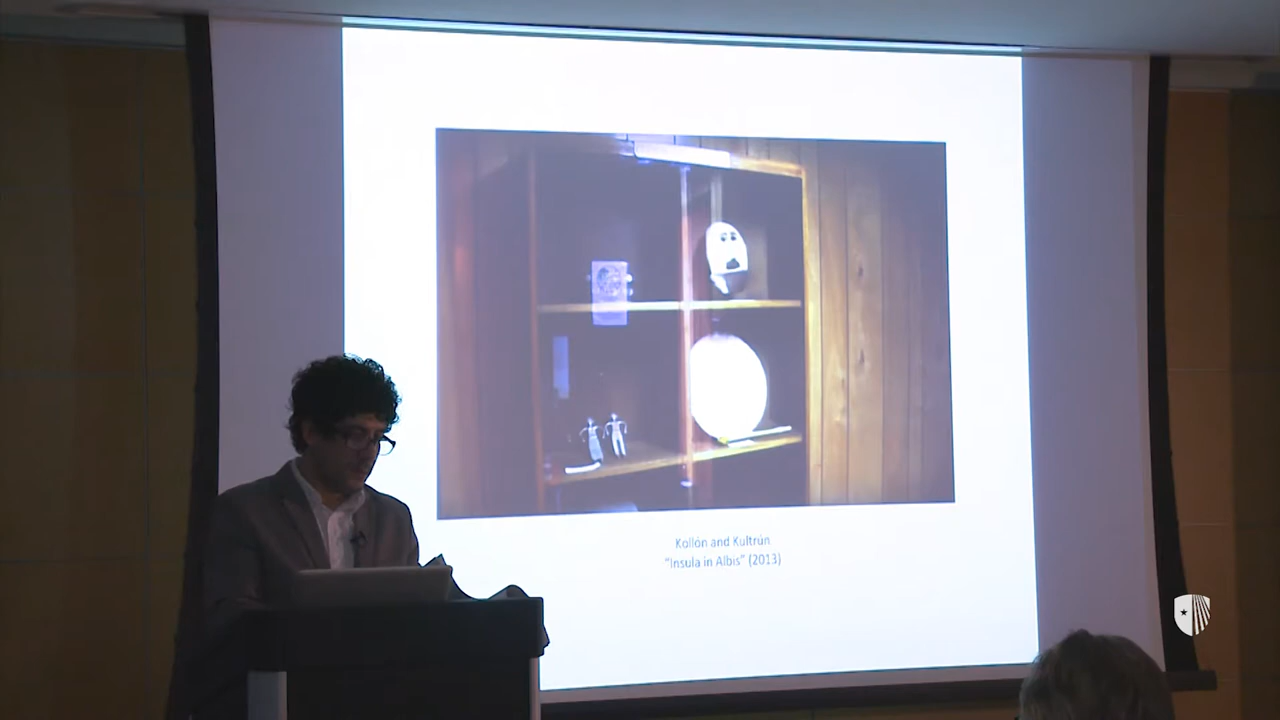 Kollón and Kultrún
"Insula in Albis" (2013)